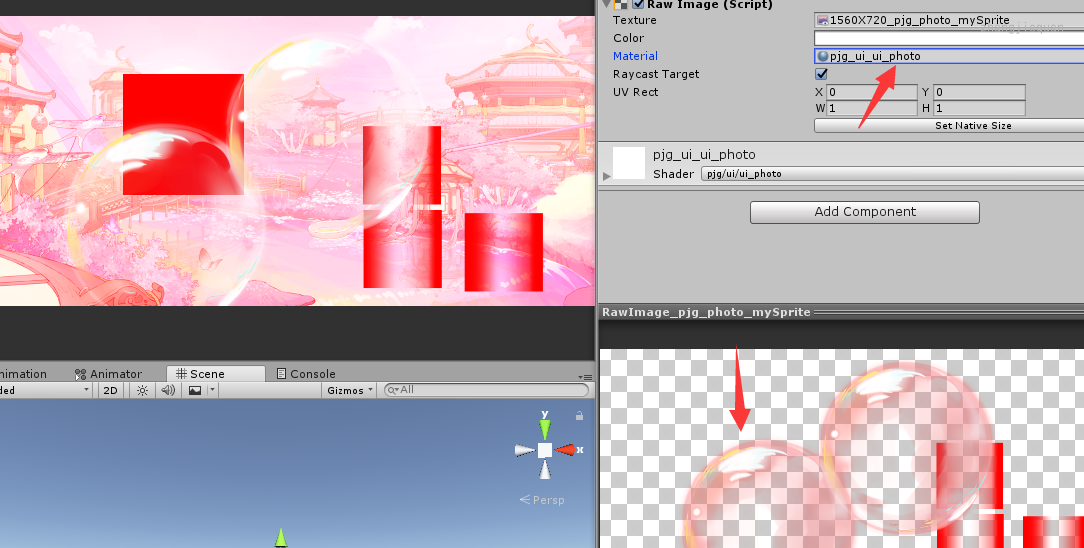 Raw Image (Script)
Texture
1560X720_pjg_photo_mySprite
Color
Material
pjg_ui_ui_photo
Raycast Target
UV Rect
X 0
Y 0
W 1
H 1
Set Native Size
pjg_ui_ui_photo
Shader
pjg/ui/ui_photo
Add Component
RawImage_pjg_photo_mySprite
nimation
Animator
Scene
Console
ded
2D
Gizmos
All
y
x
Persp